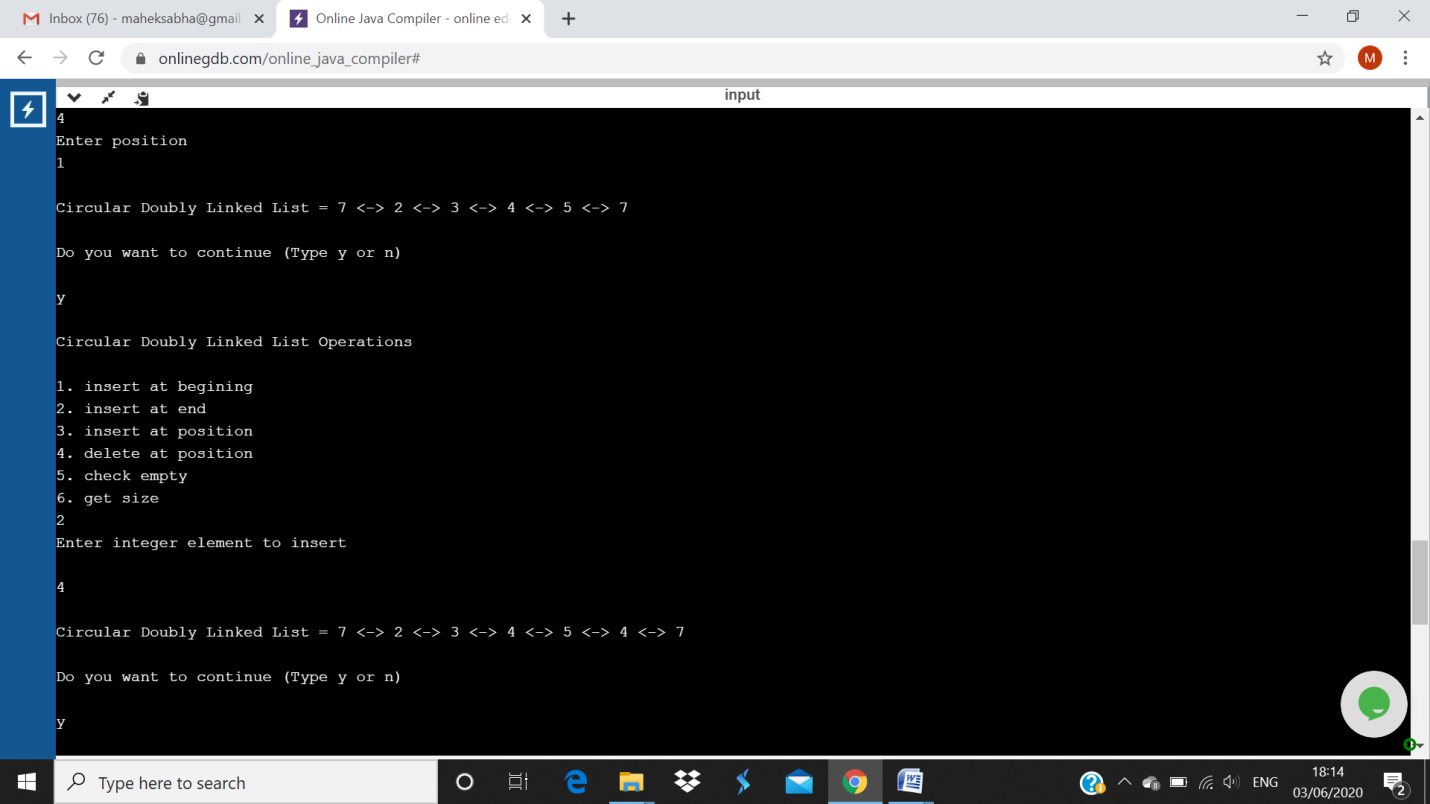 Inbox (76) - maheksabha@gmail.
Online Java Compiler - online edi
onlinegdb.com/online_java_compiler#
M
input
4
Enter position
1
Circular Doubly Linked List = 7 <-> 2 <-> 3 <-> 4 <-> 5 <-> 7
Do you want to continue (Type y or n)
y
Circular Doubly Linked List Operations
1. insert at begining
2. insert at end
3. insert at position
4. delete at position
5. check empty
6. get size
2
Enter integer element to insert
4
Circular Doubly Linked List = 7 <-> 2 <-> 3 <-> 4 <-> 5 <-> 4 <-> 7
Do you want to continue (Type y or n)
y
Type here to search
ENG
18:14
03/06/2020
2